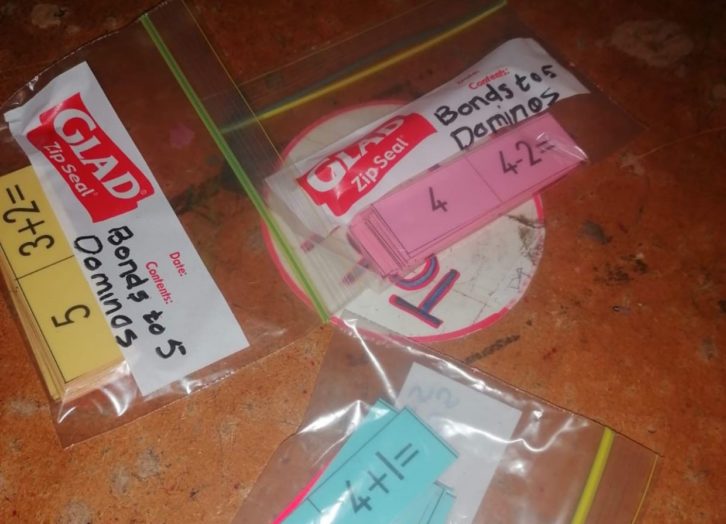 GLAD
Zip Seal
Date:
Contents:
Bonds to 5
Dominos
5
3+2=
GLAD
Zip Seal
Contents:
Bonds to 5
Dominos
4
4-2=
4+1=